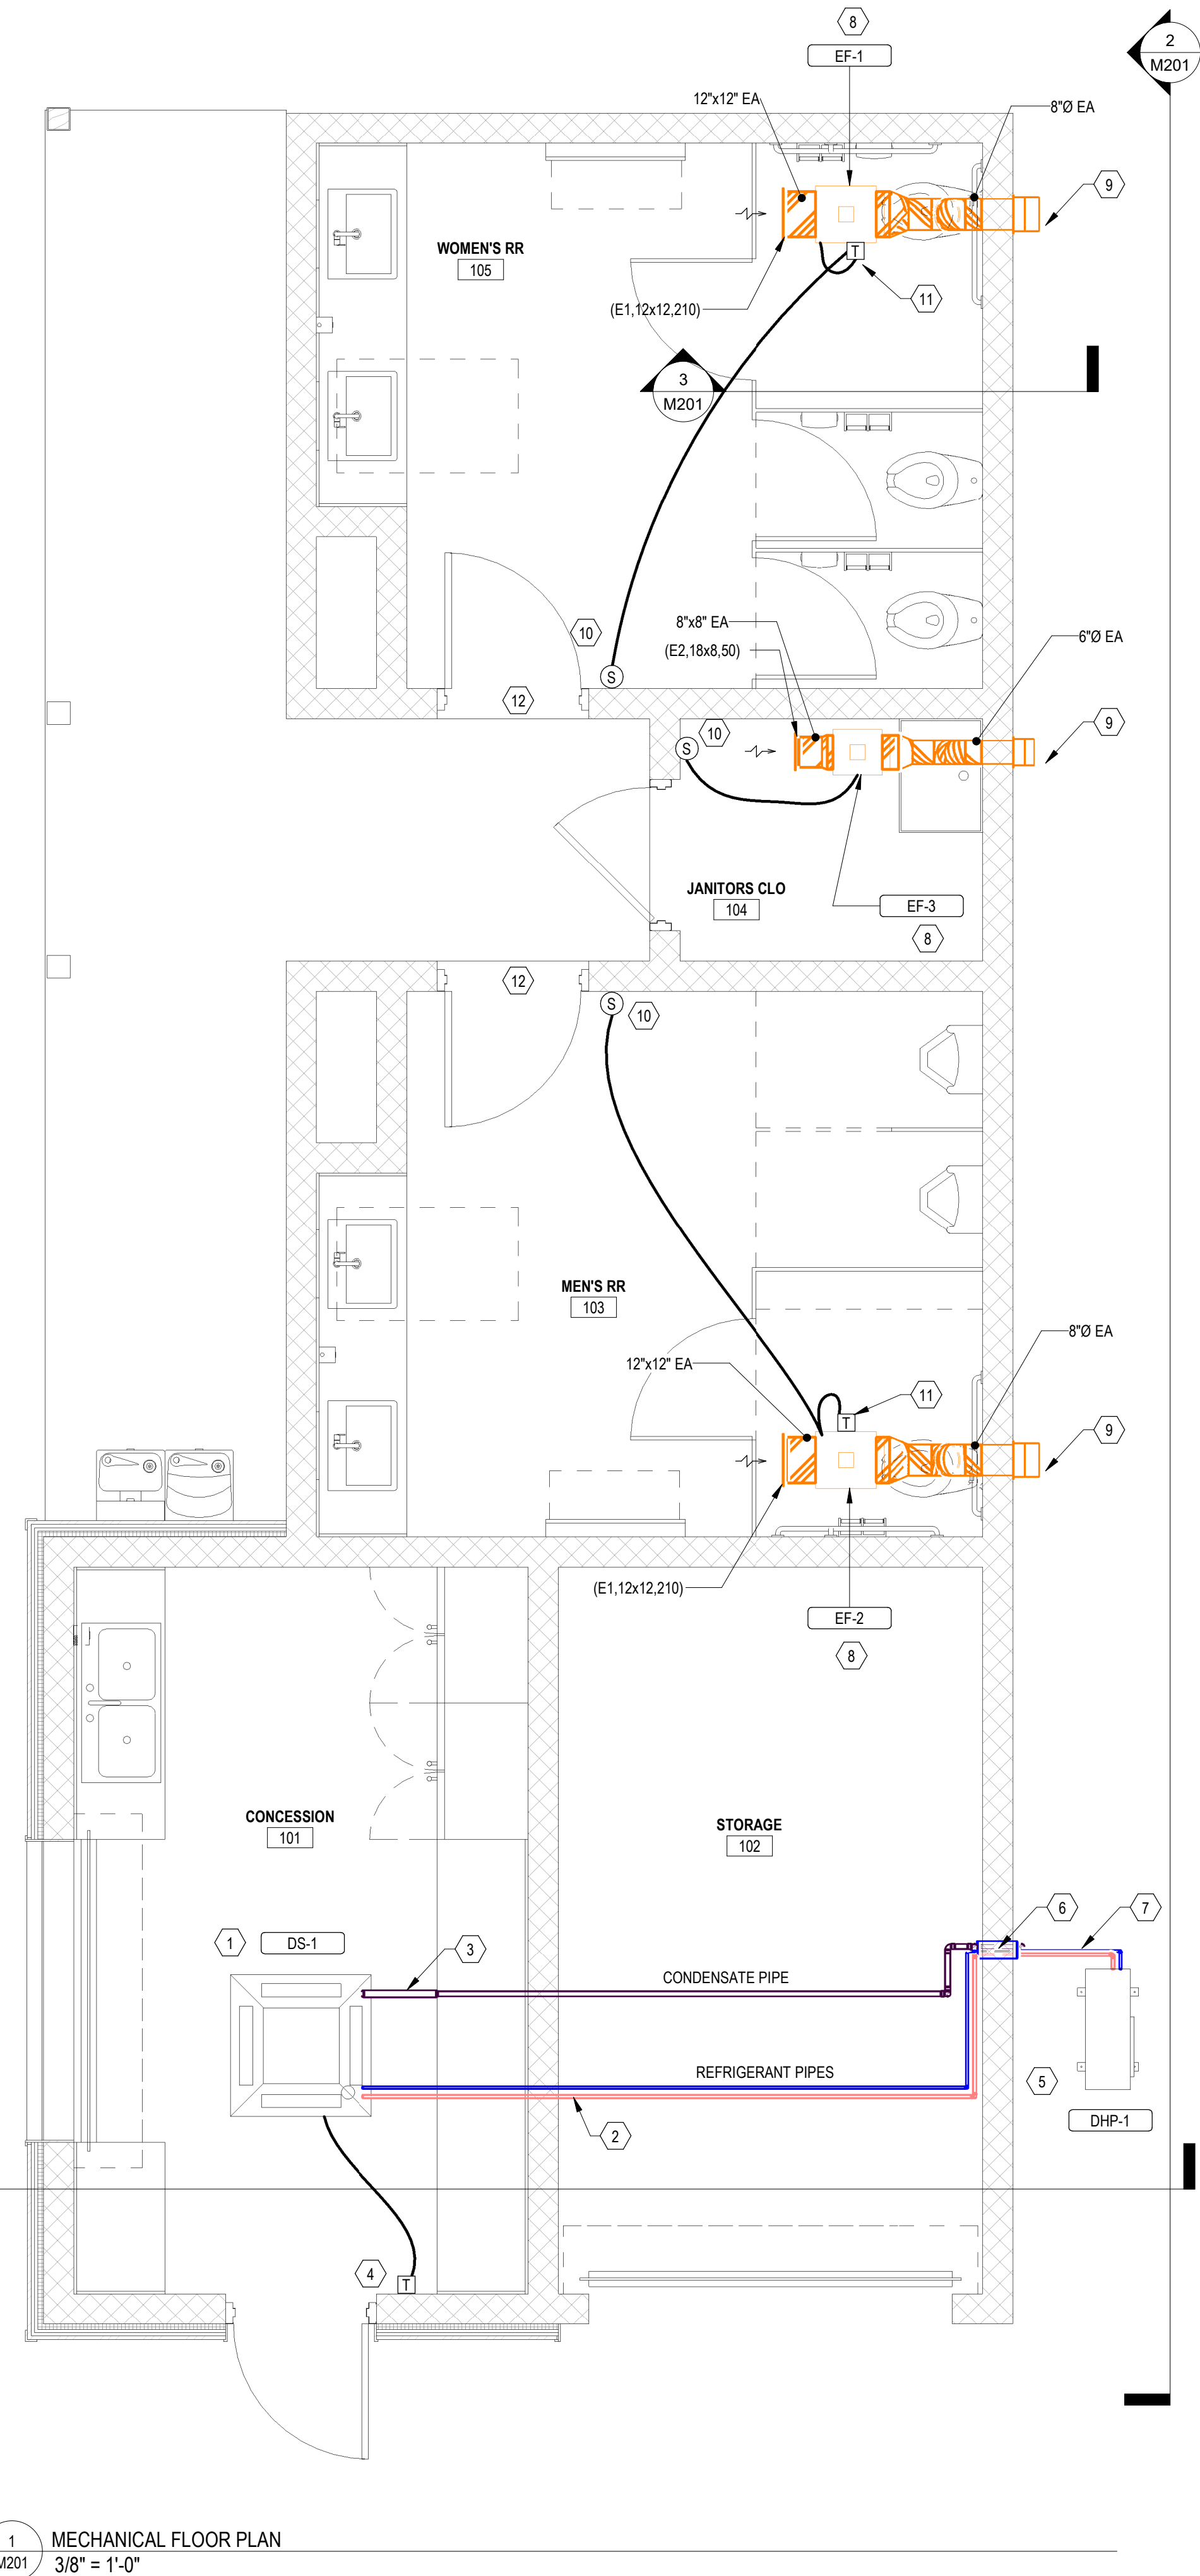 8
EF-1
2
M201
12"x12" EA
8"Ø EA
9
WOMEN'S RR
105
T
11
(E1,12x12,210)
3
M201
8"x8" EA
10
(E2,18x8,50)
6"Ø EA
S
12
10
S
9
JANITORS CLO
104
EF-3
8
12
S
10
MEN'S RR
103
8"Ø EA
12"x12" EA
11
T
9
(E1,12x12,210)
EF-2
8
CONCESSION
101
STORAGE
102
6
7
1
DS-1
3
CONDENSATE PIPE
REFRIGERANT PIPES
5
2
DHP-1
4
T
1
M201
MECHANICAL FLOOR PLAN
3/8" = 1'-0"